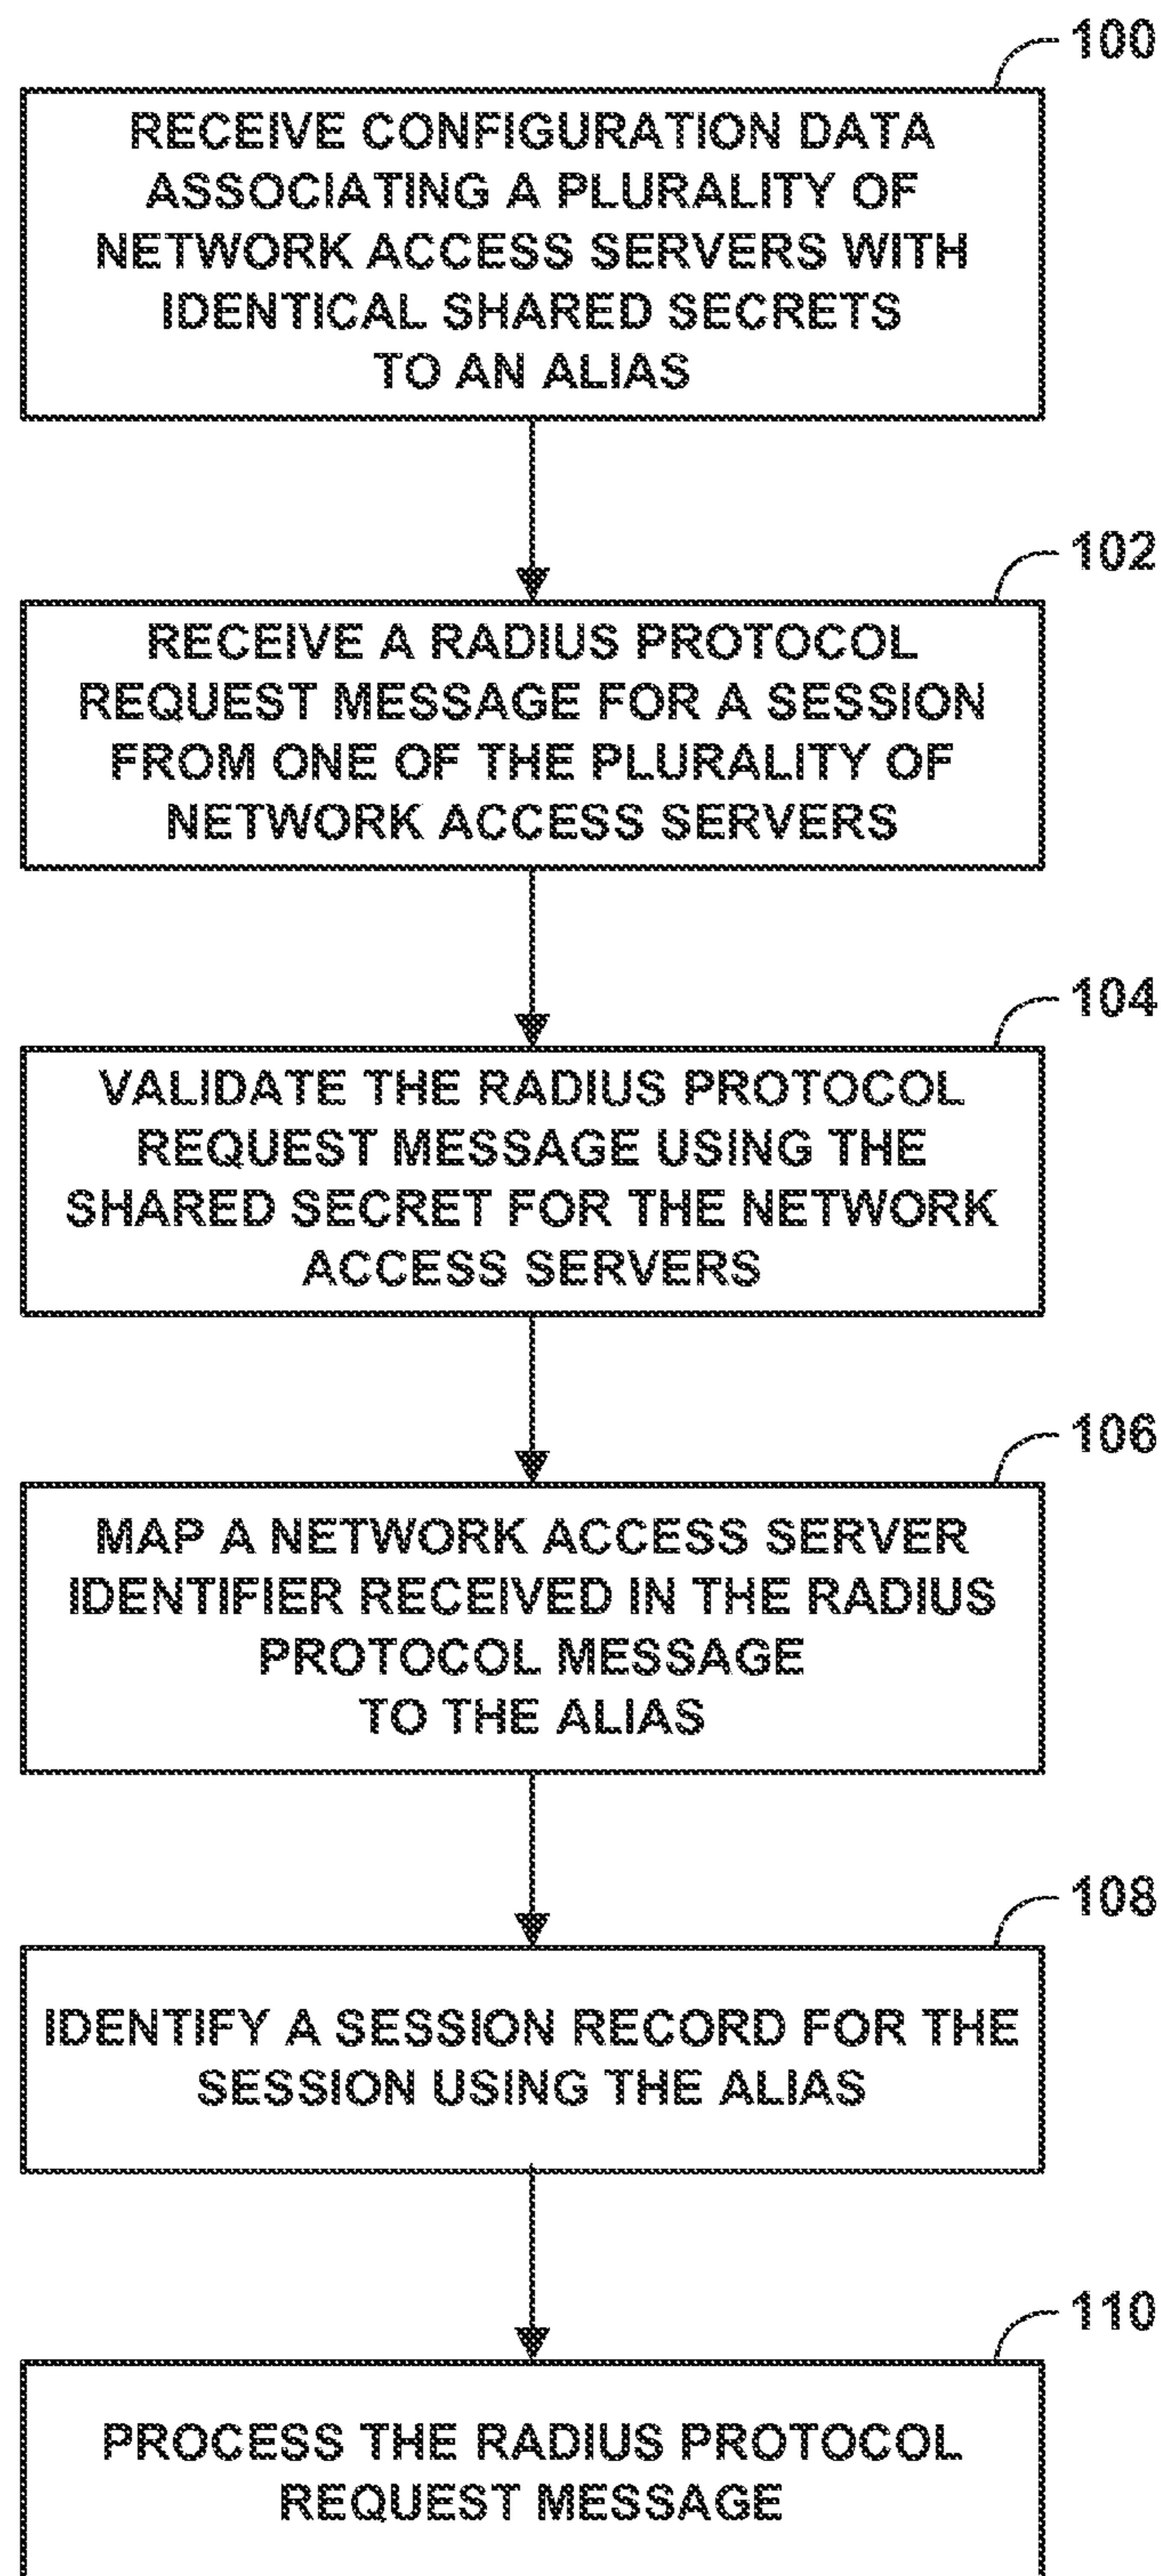 100
RECEIVE CONFIGURATION DATA
ASSOCIATING A PLURALITY OF
NETWORK ACCESS SERVERS WITH
IDENTICAL SHARED SECRETS
TO AN ALIAS
102
RECEIVE A RADIUS PROTOCOL
REQUEST MESSAGE FOR A SESSION
FROM ONE OF THE PLURALITY OF
NETWORK ACCESS SERVERS
104
VALIDATE THE RADIUS PROTOCOL
REQUEST MESSAGE USING THE
SHARED SECRET FOR THE NETWORK
ACCESS SERVERS
106
MAP A NETWORK ACCESS SERVER
IDENTIFIER RECEIVED IN THE RADIUS
PROTOCOL MESSAGE
TO THE ALIAS
108
IDENTIFY A SESSION RECORD FOR THE
SESSION USING THE ALIAS
110
PROCESS THE RADIUS PROTOCOL
REQUEST MESSAGE